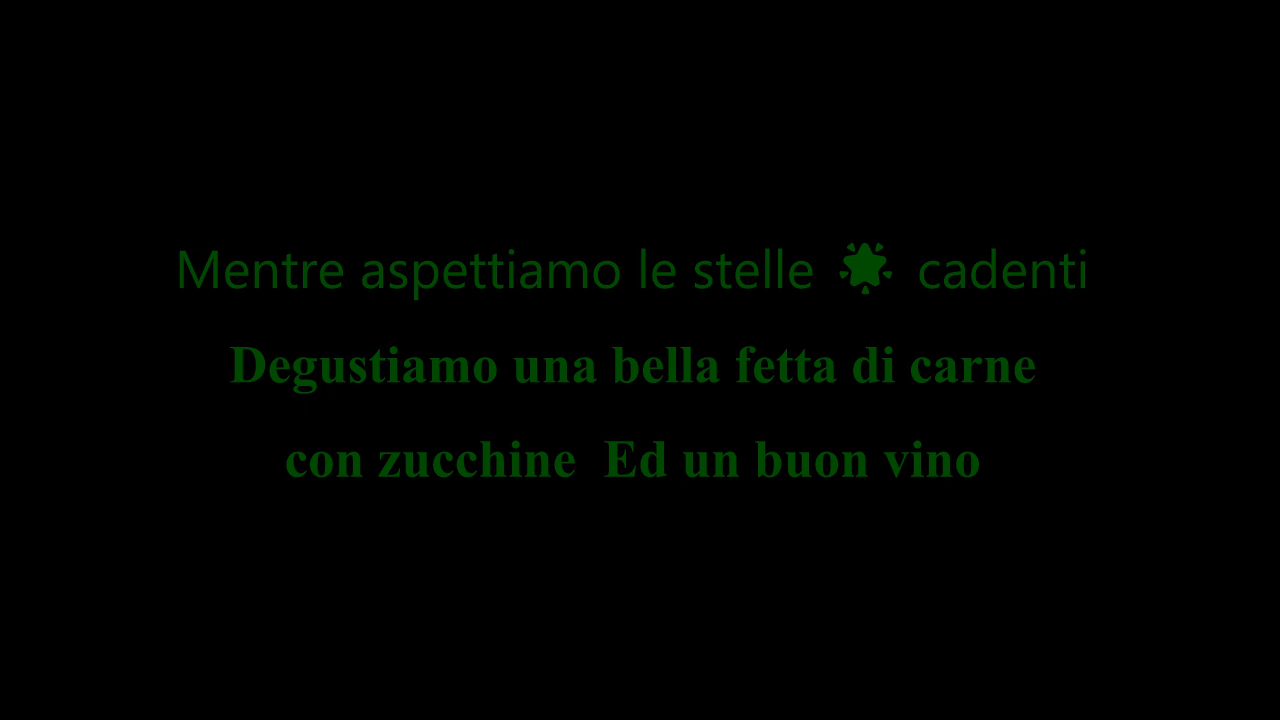 Mentre aspettiamo le stelle 🌟 cadenti
Degustiamo una bella fetta di carne
con zucchine  Ed un buon vino